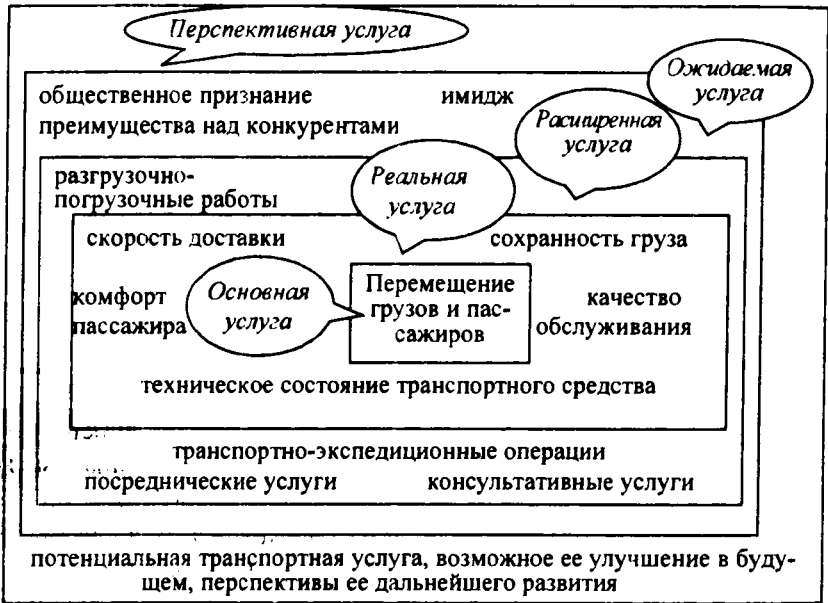 Перспективная услуга
Ожидаемая
услуга
общественное признание имидж
преимущества над конкурентами
Расширенная
услуга
разгрузочно-
погрузочные работы
Реальная
услуга
скорость доставки сохранность груза
комфорт
пассажира
Основная
услуга
Перемещение
грузов и пас-
сажиров
качество
обслуживания
техническое состояние транспортного средства
транспортно-экспедиционные операции
посреднические услуги консультативные услуги
потенциальная транспортная услуга, возможное ее улучшение в буду-
щем, перспективы ее дальнейшего развития